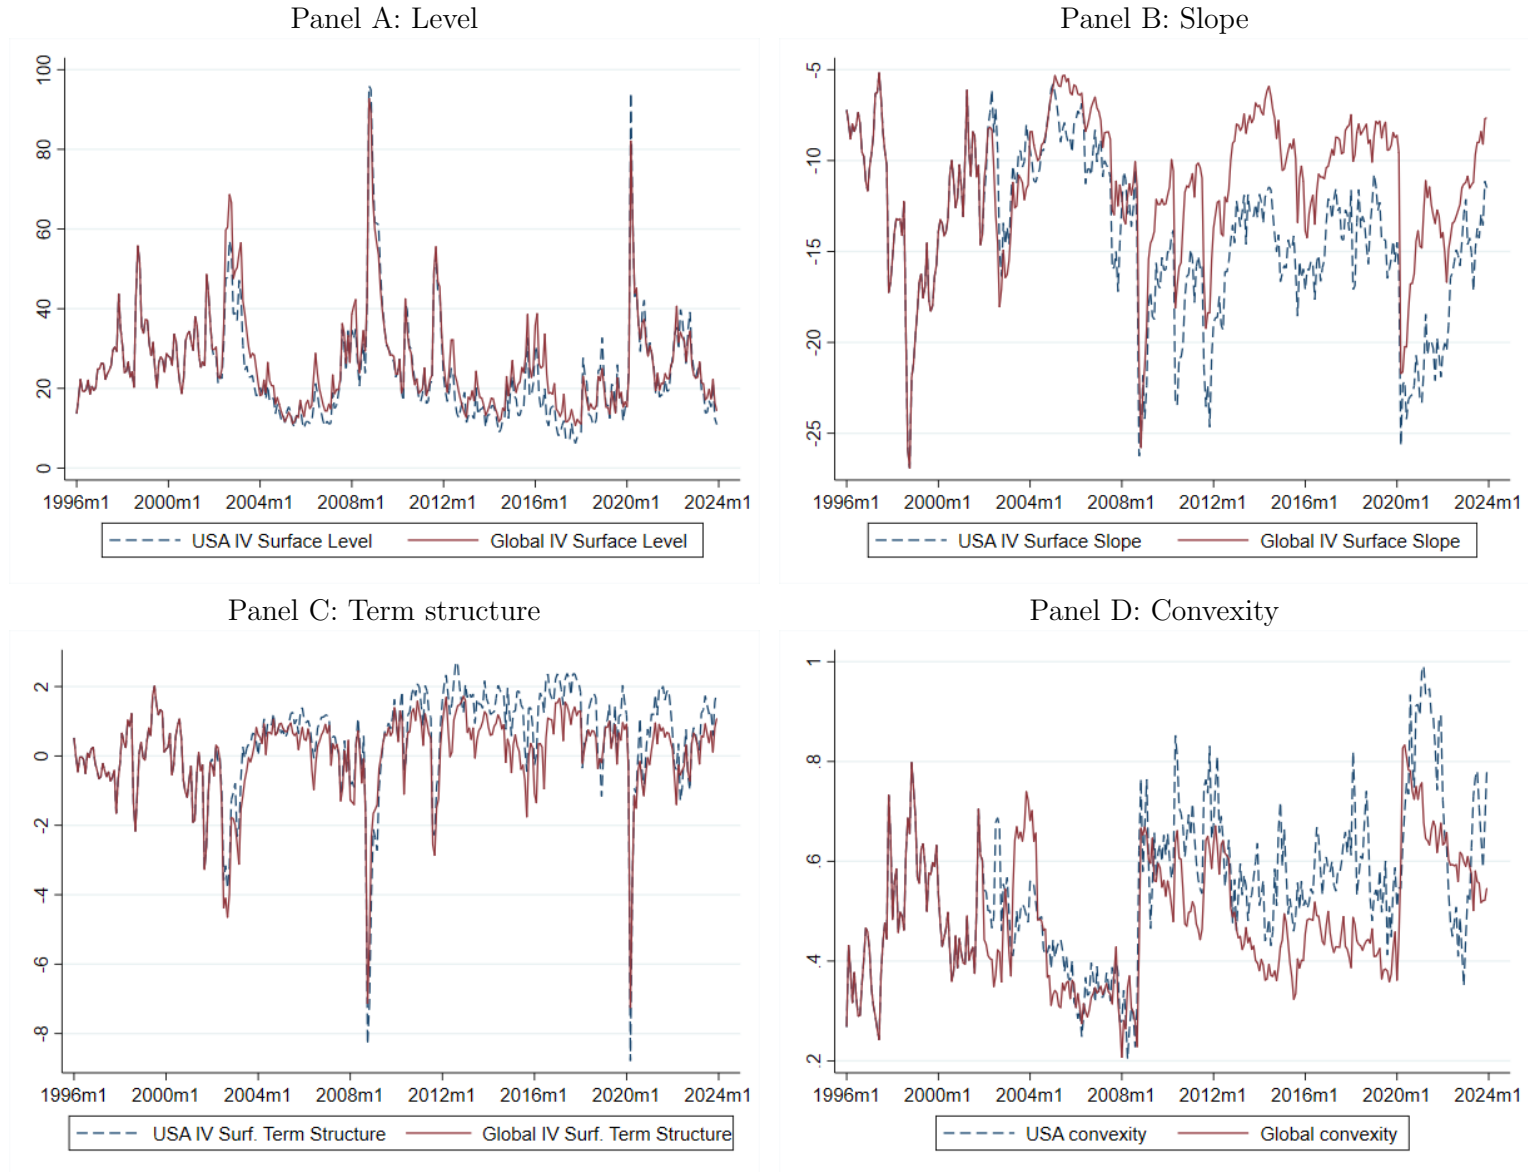 Panel A: Level
100
80
60
40
20
0
1996m1 2000m1 2004m1 2008m1 2012m1 2016m1 2020m1 2024m1
USA IV Surface Level Global IV Surface Level
Panel B: Slope
-5
-10
-15
-20
-25
1996m1 2000m1 2004m1 2008m1 2012m1 2016m1 2020m1 2024m1
USA IV Surface Slope Global IV Surface Slope
Panel C: Term structure
2
0
-2
-4
-6
-8
1996m1 2000m1 2004m1 2008m1 2012m1 2016m1 2020m1 2024m1
USA IV Surf. Term Structure Global IV Surf. Term Structure
Panel D: Convexity
1
.8
.6
.4
.2
1996m1 2000m1 2004m1 2008m1 2012m1 2016m1 2020m1 2024m1
USA convexity Global convexity